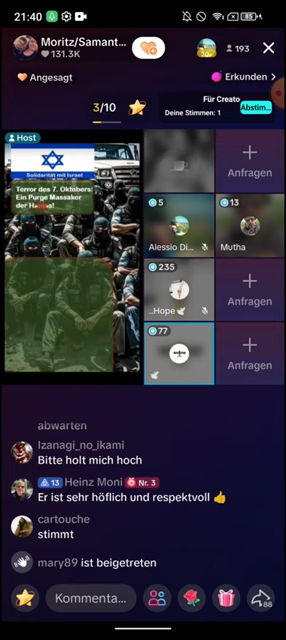 21:40
85
Moritz/Samant...
131.3K
193
Angesagt
Erkunden
3/10
Für Creato
Deine Stimmen: 1
Abstim...
Host
Solidarität mit Israel
Terror des 7. Oktobers:
Ein Purge Massaker
der
Anfragen
5
Alessio Di...
13
Mutha
235
..Hope
Anfragen
77
Anfragen
abwarten
Izanagi_no_ikami
Bitte holt mich hoch
13 Heinz Moni Nr. 3
Er ist sehr höflich und respektvoll 👍
cartouche
stimmt
mary89 ist beigetreten
Kommenta...
88